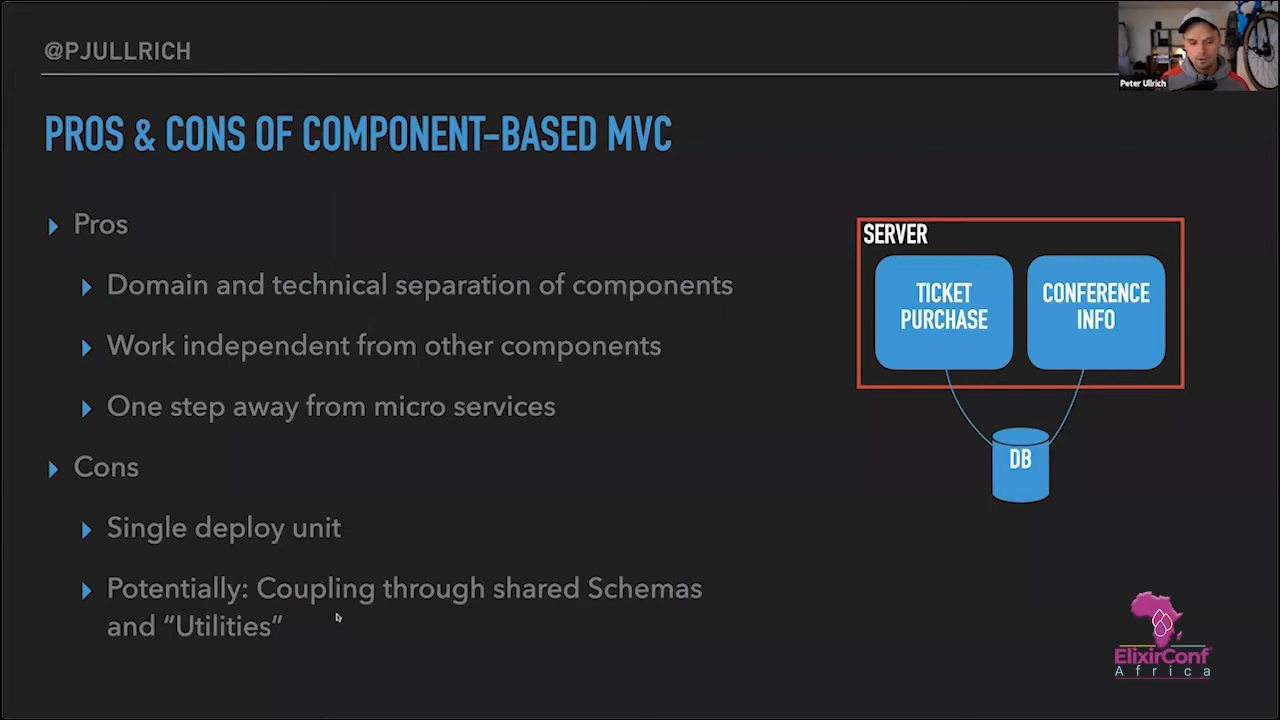 @PJULLRICH
Peter Ullrich
PROS & CONS OF COMPONENT-BASED MVC
Pros
Domain and technical separation of components
Work independent from other components
One step away from micro services
Cons
Single deploy unit
Potentially: Coupling through shared Schemas
and “Utilities”
SERVER
TICKET
PURCHASE
CONFERENCE
INFO
DB
ElixirConf
Africa